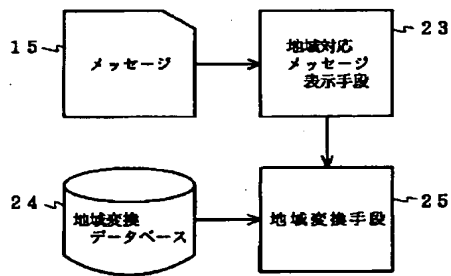 15
メッセージ
地域対応
メッセージ
表示手段
23
24
地域変換
データベース
地域変換手段
25